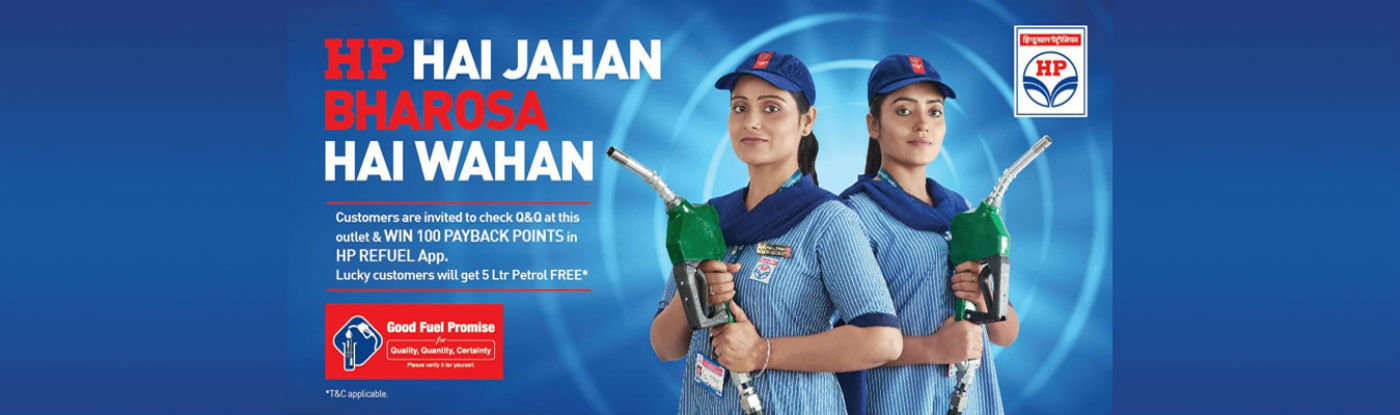 HP HAI JAHAN
BHAROSA
HAI WAHAN
Customers are invited to check Q&Q at this
outlet & WIN 100 PAYBACK POINTS in
HP REFUEL App.
Lucky customers will get 5 Ltr Petrol FREE*
Good Fuel Promise
for
Quality, Quantity, Certainty
Please verify it for yourself.
*T&C applicable.
हिन्दुस्तान पेट्रोलियम
HP